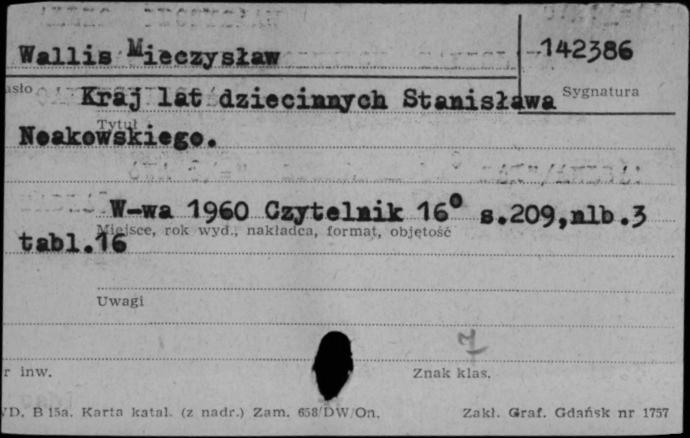 Wallis Mieczysław
142386
Sygnatura
Kraj lat dziecinnych Stanisława
Tytuł
Noakowskiego.
W-wa 1960 Czytelnik 16° s.209,nlb.3
Miejsce, rok wyd., nakładca, format, objętość
tabl.16
Uwagi
7
r inw.
Znak klas.
B 15a. Karta katal. (z nadr.) Zam. 658/DW/On.
Zakł. Graf. Gdańsk nr 1757